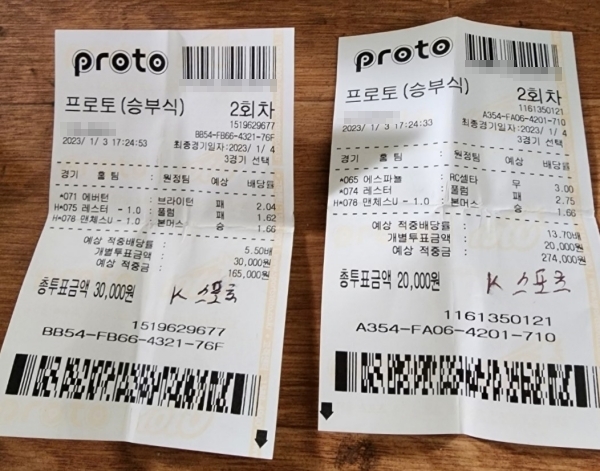 proto
프로토(승부식) 2회차
1519629677
BB54-FB66-4321-76F
2023/ 1/ 3 17:24:53
최종경기일자:2023/ 1/ 4
3경기 선택
경기 홈 팀 : 원정팀 예상 배당률
*071 에버턴 : 브라이턴 패 2.04
H*075 레스터 - 1.0 : 풀럼 패 1.62
H*078 맨체스U - 1.0 : 본머스 승 1.66
예상 적중배당률 5.50배
개별투표금액 30,000원
예상 적중금 165,000원
총투표금액 30,000원
K 스포츠
1519629677
BB54-FB66-4321-76F
proto
프로토(승부식) 2회차
1161350121
A354-FA06-4201-710
2023/ 1/ 3 17:24:33
최종경기일자:2023/ 1/ 4
3경기 선택
경기 홈 팀 : 원정팀 예상 배당률
*065 에스파뇰 : RC셀타 무 3.00
*074 레스터 : 풀럼 패 2.75
H*078 맨체스U - 1.0 : 본머스 승 1.66
예상 적중배당률 13.70배
개별투표금액 20,000원
예상 적중금 274,000원
총투표금액 20,000원
K 스포츠
1161350121
A354-FA06-4201-710